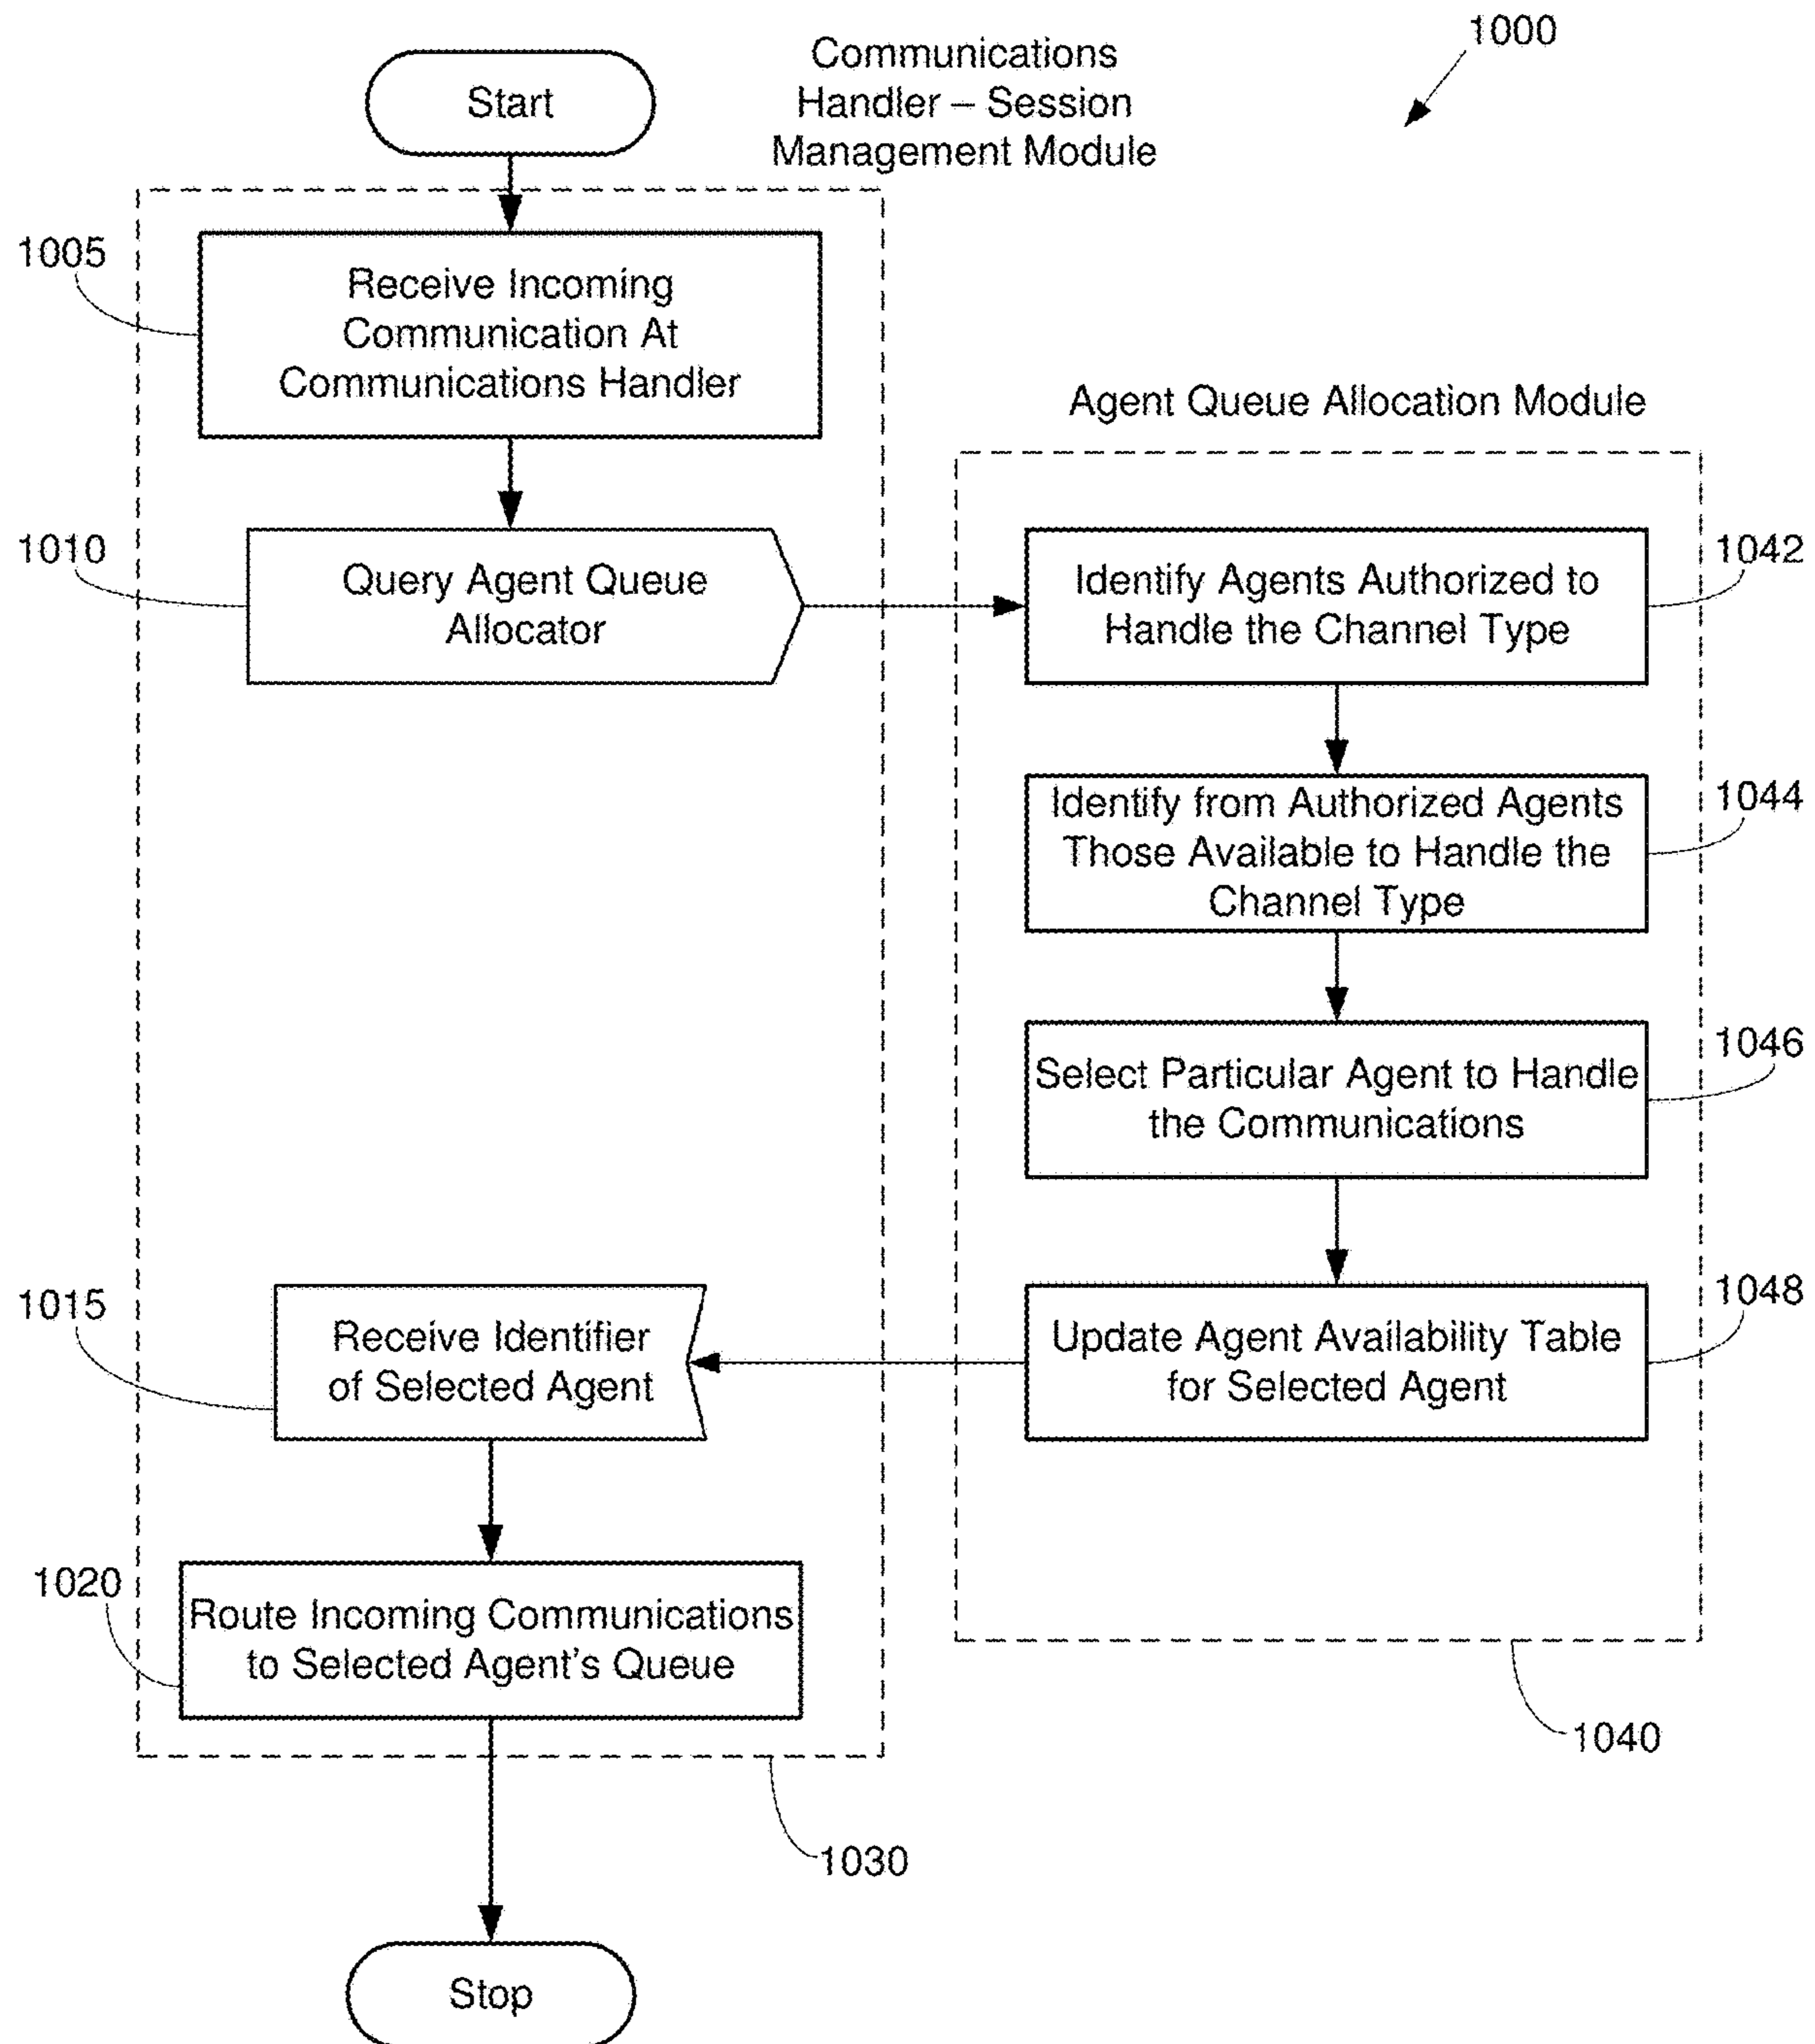 1000
Communications
Handler – Session
Management Module
Start
1005
Receive Incoming
Communication At
Communications Handler
Agent Queue Allocation Module
1010
Query Agent Queue
Allocator
Identify Agents Authorized to
Handle the Channel Type
1042
Identify from Authorized Agents
Those Available to Handle the
Channel Type
1044
Select Particular Agent to Handle
the Communications
1046
1015
Receive Identifier
of Selected Agent
Update Agent Availability Table
for Selected Agent
1048
1020
Route Incoming Communications
to Selected Agent's Queue
1040
1030
Stop